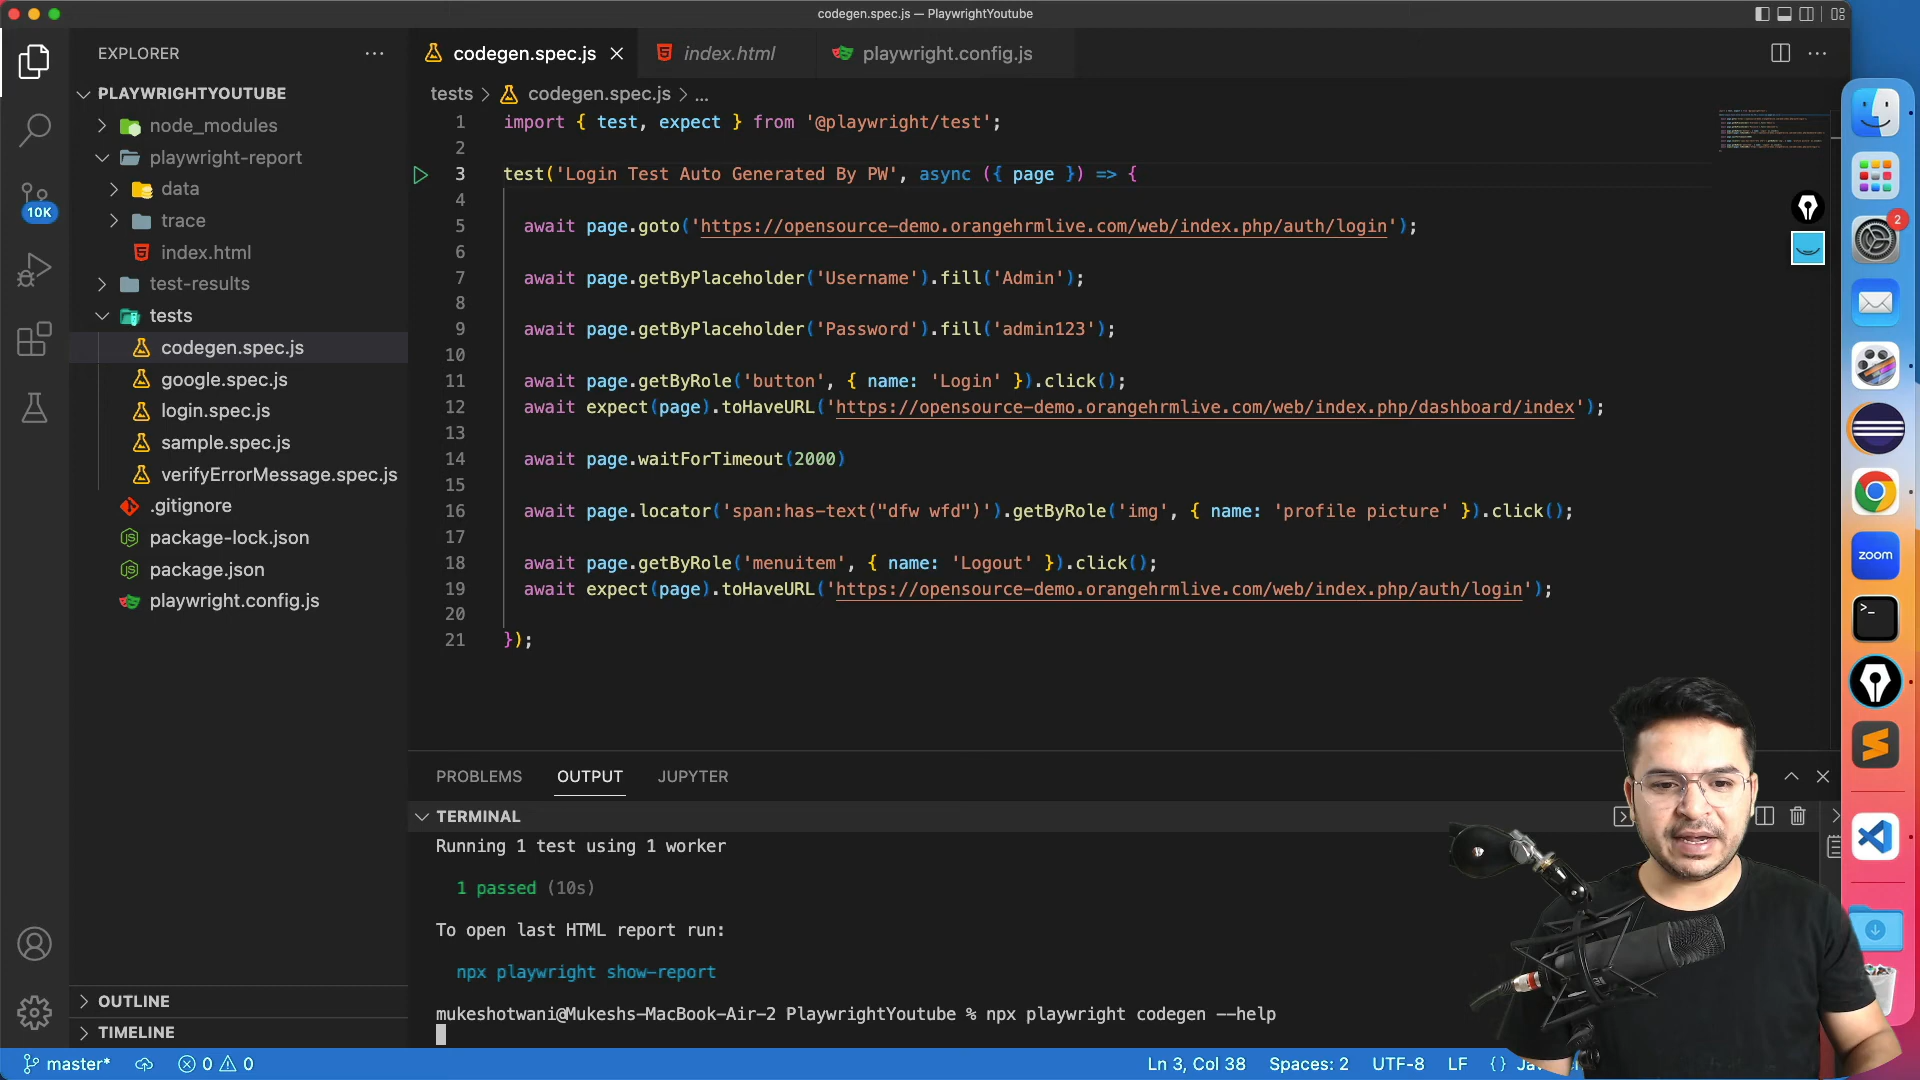 codegen.spec.js — PlaywrightYoutube
EXPLORER
PLAYWRIGHTYOUTUBE
node_modules
playwright-report
data
trace
index.html
test-results
tests
codegen.spec.js
google.spec.js
login.spec.js
sample.spec.js
verifyErrorMessage.spec.js
.gitignore
package-lock.json
package.json
playwright.config.js
OUTLINE
TIMELINE
10K
codegen.spec.js
index.html
playwright.config.js
tests > codegen.spec.js > ...
1 import { test, expect } from '@playwright/test';
2
3 test('Login Test Auto Generated By PW', async ({ page }) => {
4
5 await page.goto('https://opensource-demo.orangehrmlive.com/web/index.php/auth/login');
6
7 await page.getByPlaceholder('Username').fill('Admin');
8
9 await page.getByPlaceholder('Password').fill('admin123');
10
11 await page.getByRole('button', { name: 'Login' }).click();
12 await expect(page).toHaveURL('https://opensource-demo.orangehrmlive.com/web/index.php/dashboard/index');
13
14 await page.waitForTimeout(2000)
15
16 await page.locator('span:has-text("dfw wfd")').getByRole('img', { name: 'profile picture' }).click();
17
18 await page.getByRole('menuitem', { name: 'Logout' }).click();
19 await expect(page).toHaveURL('https://opensource-demo.orangehrmlive.com/web/index.php/auth/login');
20
21 });
PROBLEMS OUTPUT JUPYTER
TERMINAL
Running 1 test using 1 worker
1 passed (10s)
To open last HTML report run:
npx playwright show-report
mukeshotwani@Mukeshs-MacBook-Air-2 PlaywrightYoutube % npx playwright codegen --help
master* 0 0
Ln 3, Col 38 Spaces: 2 UTF-8 LF {}
2
zoom